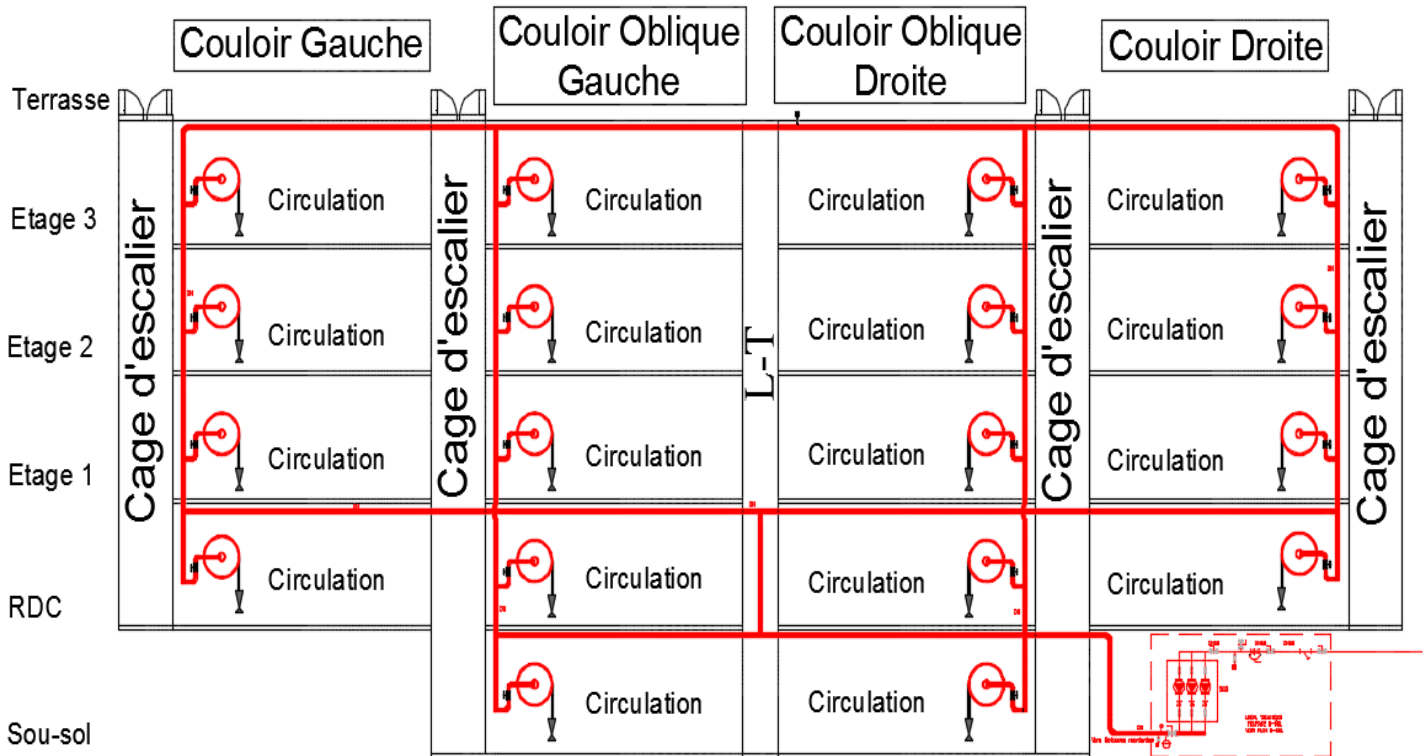 Couloir Gauche
Couloir Oblique
Gauche
Couloir Oblique
Droite
Couloir Droite
Terrasse
Etage 3
Circulation
Circulation
Circulation
Circulation
Etage 2
Circulation
Circulation
Circulation
Circulation
Etage 1
Circulation
Circulation
Circulation
Circulation
RDC
Circulation
Circulation
Circulation
Circulation
Sou-sol
Circulation
Circulation
Cage d'escalier
Cage d'escalier
L-T
Cage d'escalier
Cage d'escalier